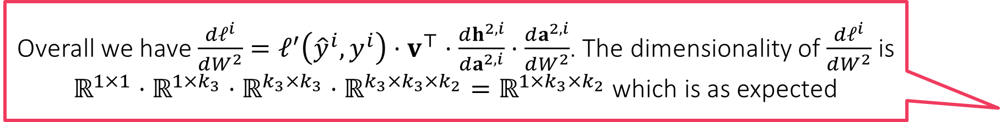 Overall we have $\frac{d\ell^i}{dW^2} = \ell'(\hat{y}^i, y^i) \cdot \mathbf{v}^\top \cdot \frac{d\mathbf{h}^{2,i}}{d\mathbf{a}^{2,i}} \cdot \frac{d\mathbf{a}^{2,i}}{dW^2}$. The dimensionality of $\frac{d\ell^i}{dW^2}$ is
$\mathbb{R}^{1\times 1} \cdot \mathbb{R}^{1\times k_3} \cdot \mathbb{R}^{k_3\times k_3} \cdot \mathbb{R}^{k_3\times k_3\times k_2} = \mathbb{R}^{1\times k_3\times k_2}$ which is as expected